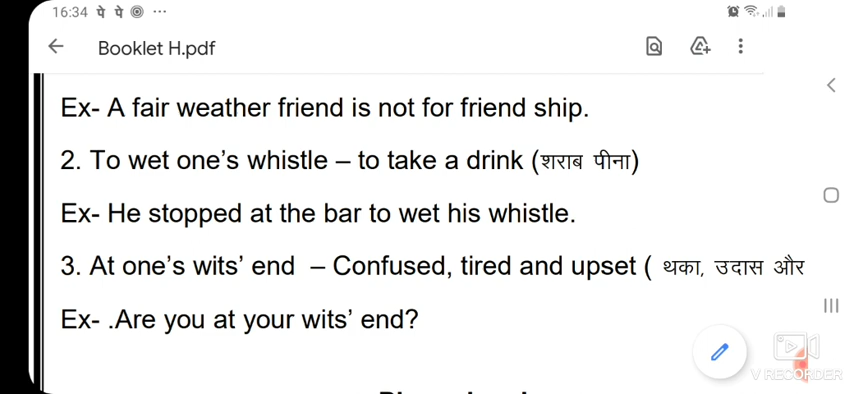 16:34 पे पे
Booklet H.pdf
Ex- A fair weather friend is not for friend ship.
2. To wet one's whistle – to take a drink (शराब पीना)
Ex- He stopped at the bar to wet his whistle.
3. At one's wits' end – Confused, tired and upset ( थका, उदास और
Ex- .Are you at your wits' end?
V RECORDER